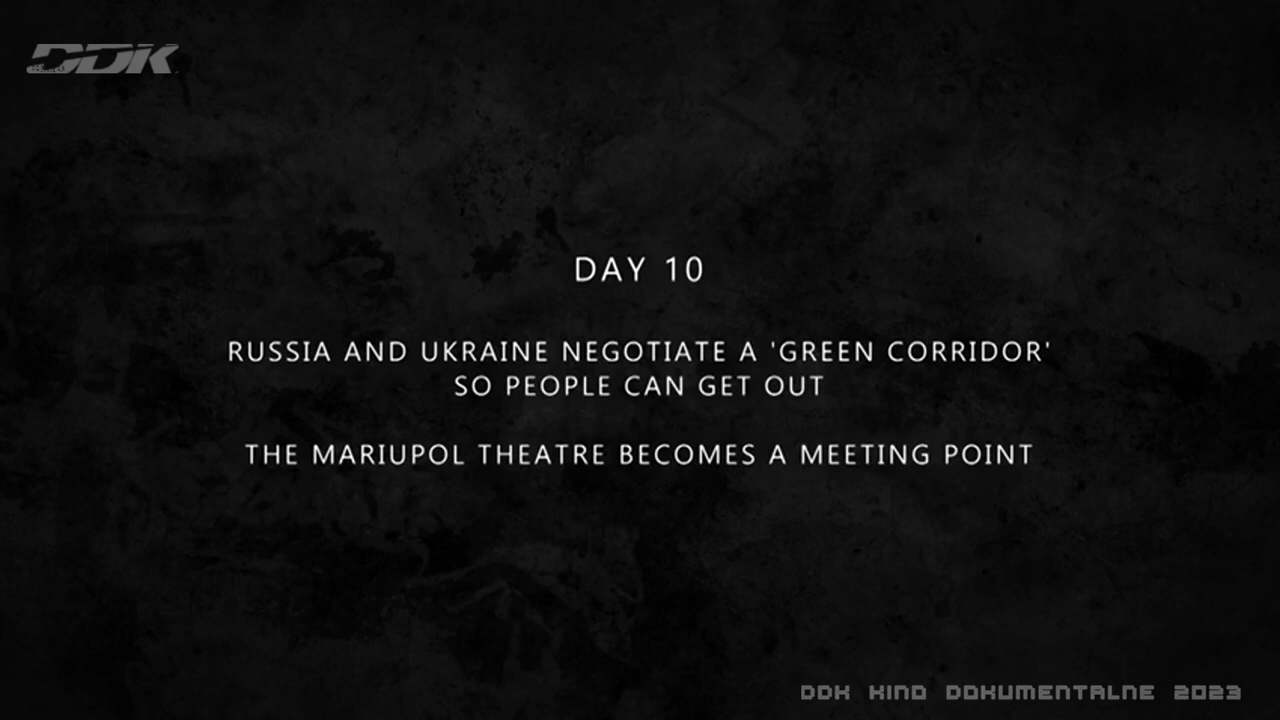 DDK
DAY 10
RUSSIA AND UKRAINE NEGOTIATE A 'GREEN CORRIDOR'
SO PEOPLE CAN GET OUT
THE MARIUPOL THEATRE BECOMES A MEETING POINT
DDK KINO DOKUMENTALNE 2023